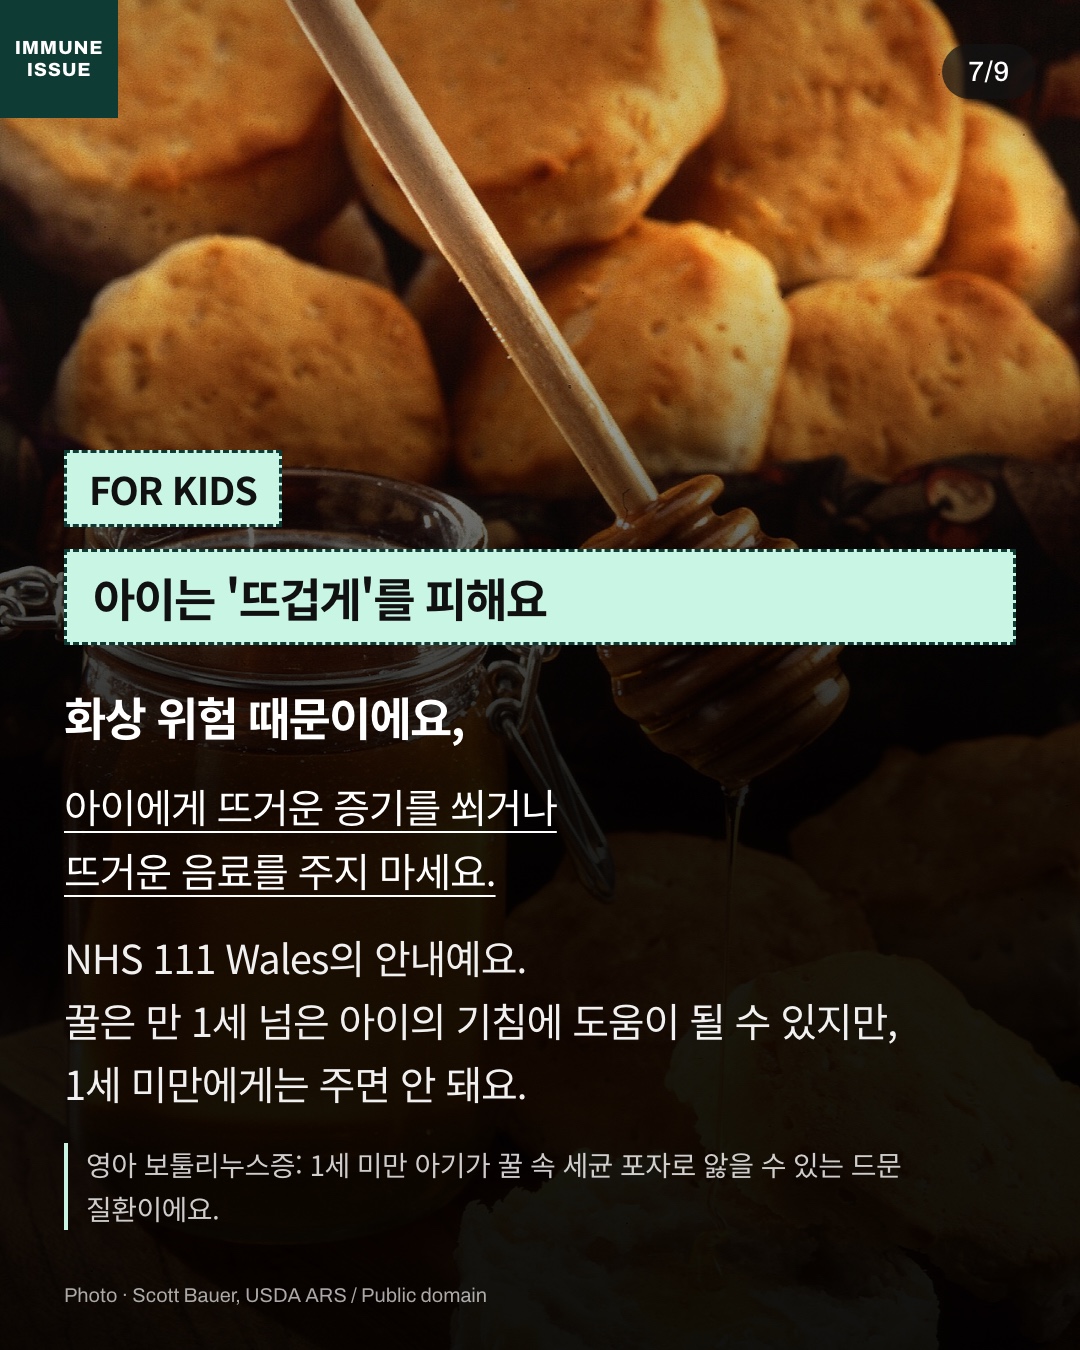 IMMUNE
ISSUE
7/9
FOR KIDS
아이는 '뜨겁게'를 피해요
화상 위험 때문이에요,
아이에게 뜨거운 증기를 쐬거나
뜨거운 음료를 주지 마세요.
NHS 111 Wales의 안내예요.
꿀은 만 1세 넘은 아이의 기침에 도움이 될 수 있지만,
1세 미만에게는 주면 안 돼요.
영아 보툴리누스증: 1세 미만 아기가 꿀 속 세균 포자로 앓을 수 있는 드문
질환이에요.
Photo · Scott Bauer, USDA ARS / Public domain